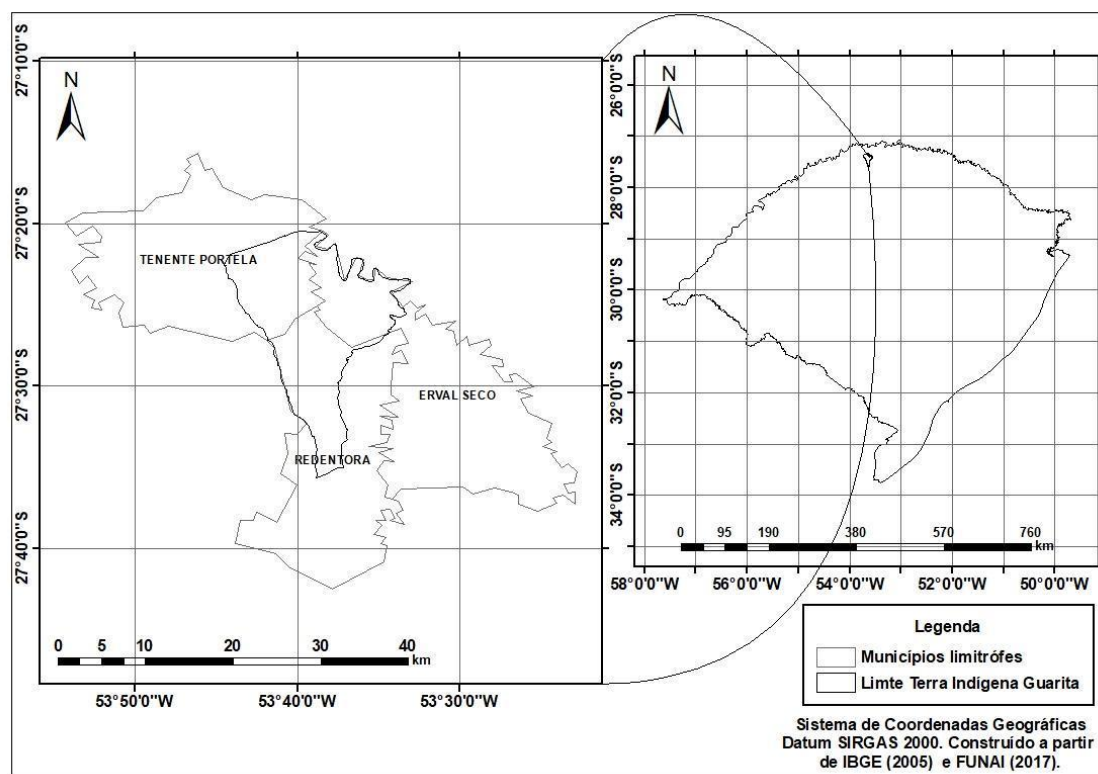 N
27°10'0"S
27°20'0"S
27°30'0"S
27°40'0"S
TENENTE PORTELA
ERVAL SECO
REDENTORA
0 5 10 20 30 40
km
53°50'0"W 53°40'0"W 53°30'0"W
N
26°0'0"S
28°0'0"S
30°0'0"S
32°0'0"S
34°0'0"S
0 95 190 380 570 760
km
58°0'0"W 56°0'0"W 54°0'0"W 52°0'0"W 50°0'0"W
Legenda
Municípios limitrófes
Limte Terra Indígena Guarita
Sistema de Coordenadas Geográficas
Datum SIRGAS 2000. Construído a partir
de IBGE (2005) e FUNAI (2017).